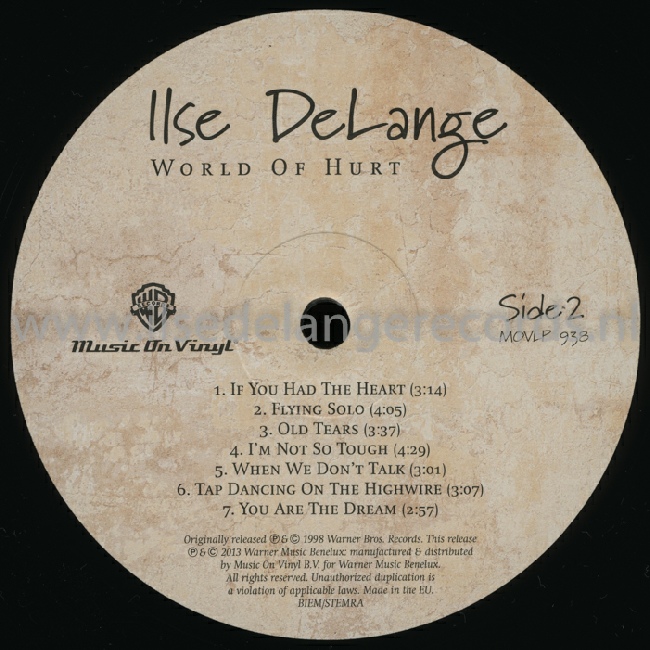 Ilse DeLange
World Of Hurt
www.ilsedelangerecords.nl
Music On Vinyl
Side:2
MOVLP 938
1. If You Had The Heart (3:14)
2. Flying Solo (4:05)
3. Old Tears (3:37)
4. I'm Not So Tough (4:29)
5. When We Don't Talk (3:01)
6. Tap Dancing On The Highwire (3:07)
7. You Are The Dream (2:57)
Originally released ℗&© 1998 Warner Bros. Records. This release
℗&© 2013 Warner Music Benelux: manufactured & distributed
by Music On Vinyl B.V. for Warner Music Benelux.
All rights reserved. Unauthorized duplication is
a violation of applicable laws. Made in the EU.
BIEM/STEMRA